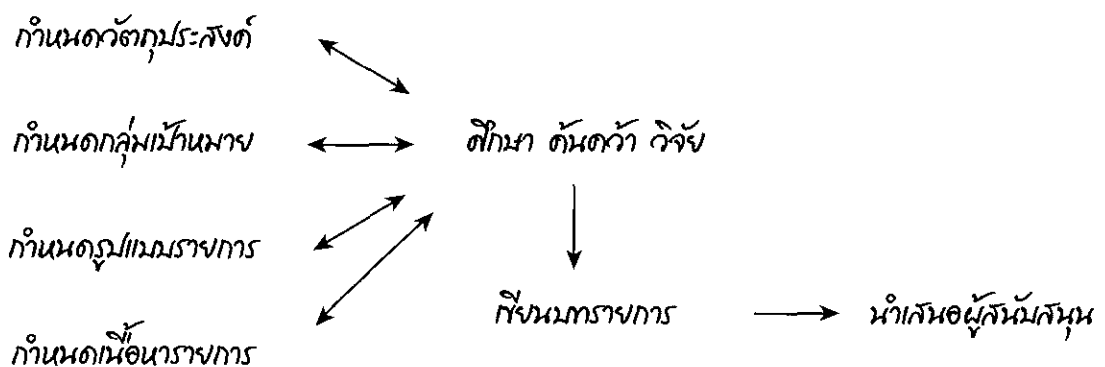 กำหนดวัตถุประสงค์
กำหนดกลุ่มเป้าหมาย
ศึกษา ค้นคว้า วิจัย
กำหนดรูปแบบรายการ
เขียนบทรายการ
นำเสนอผู้สนับสนุน
กำหนดเนื้อหารายการ